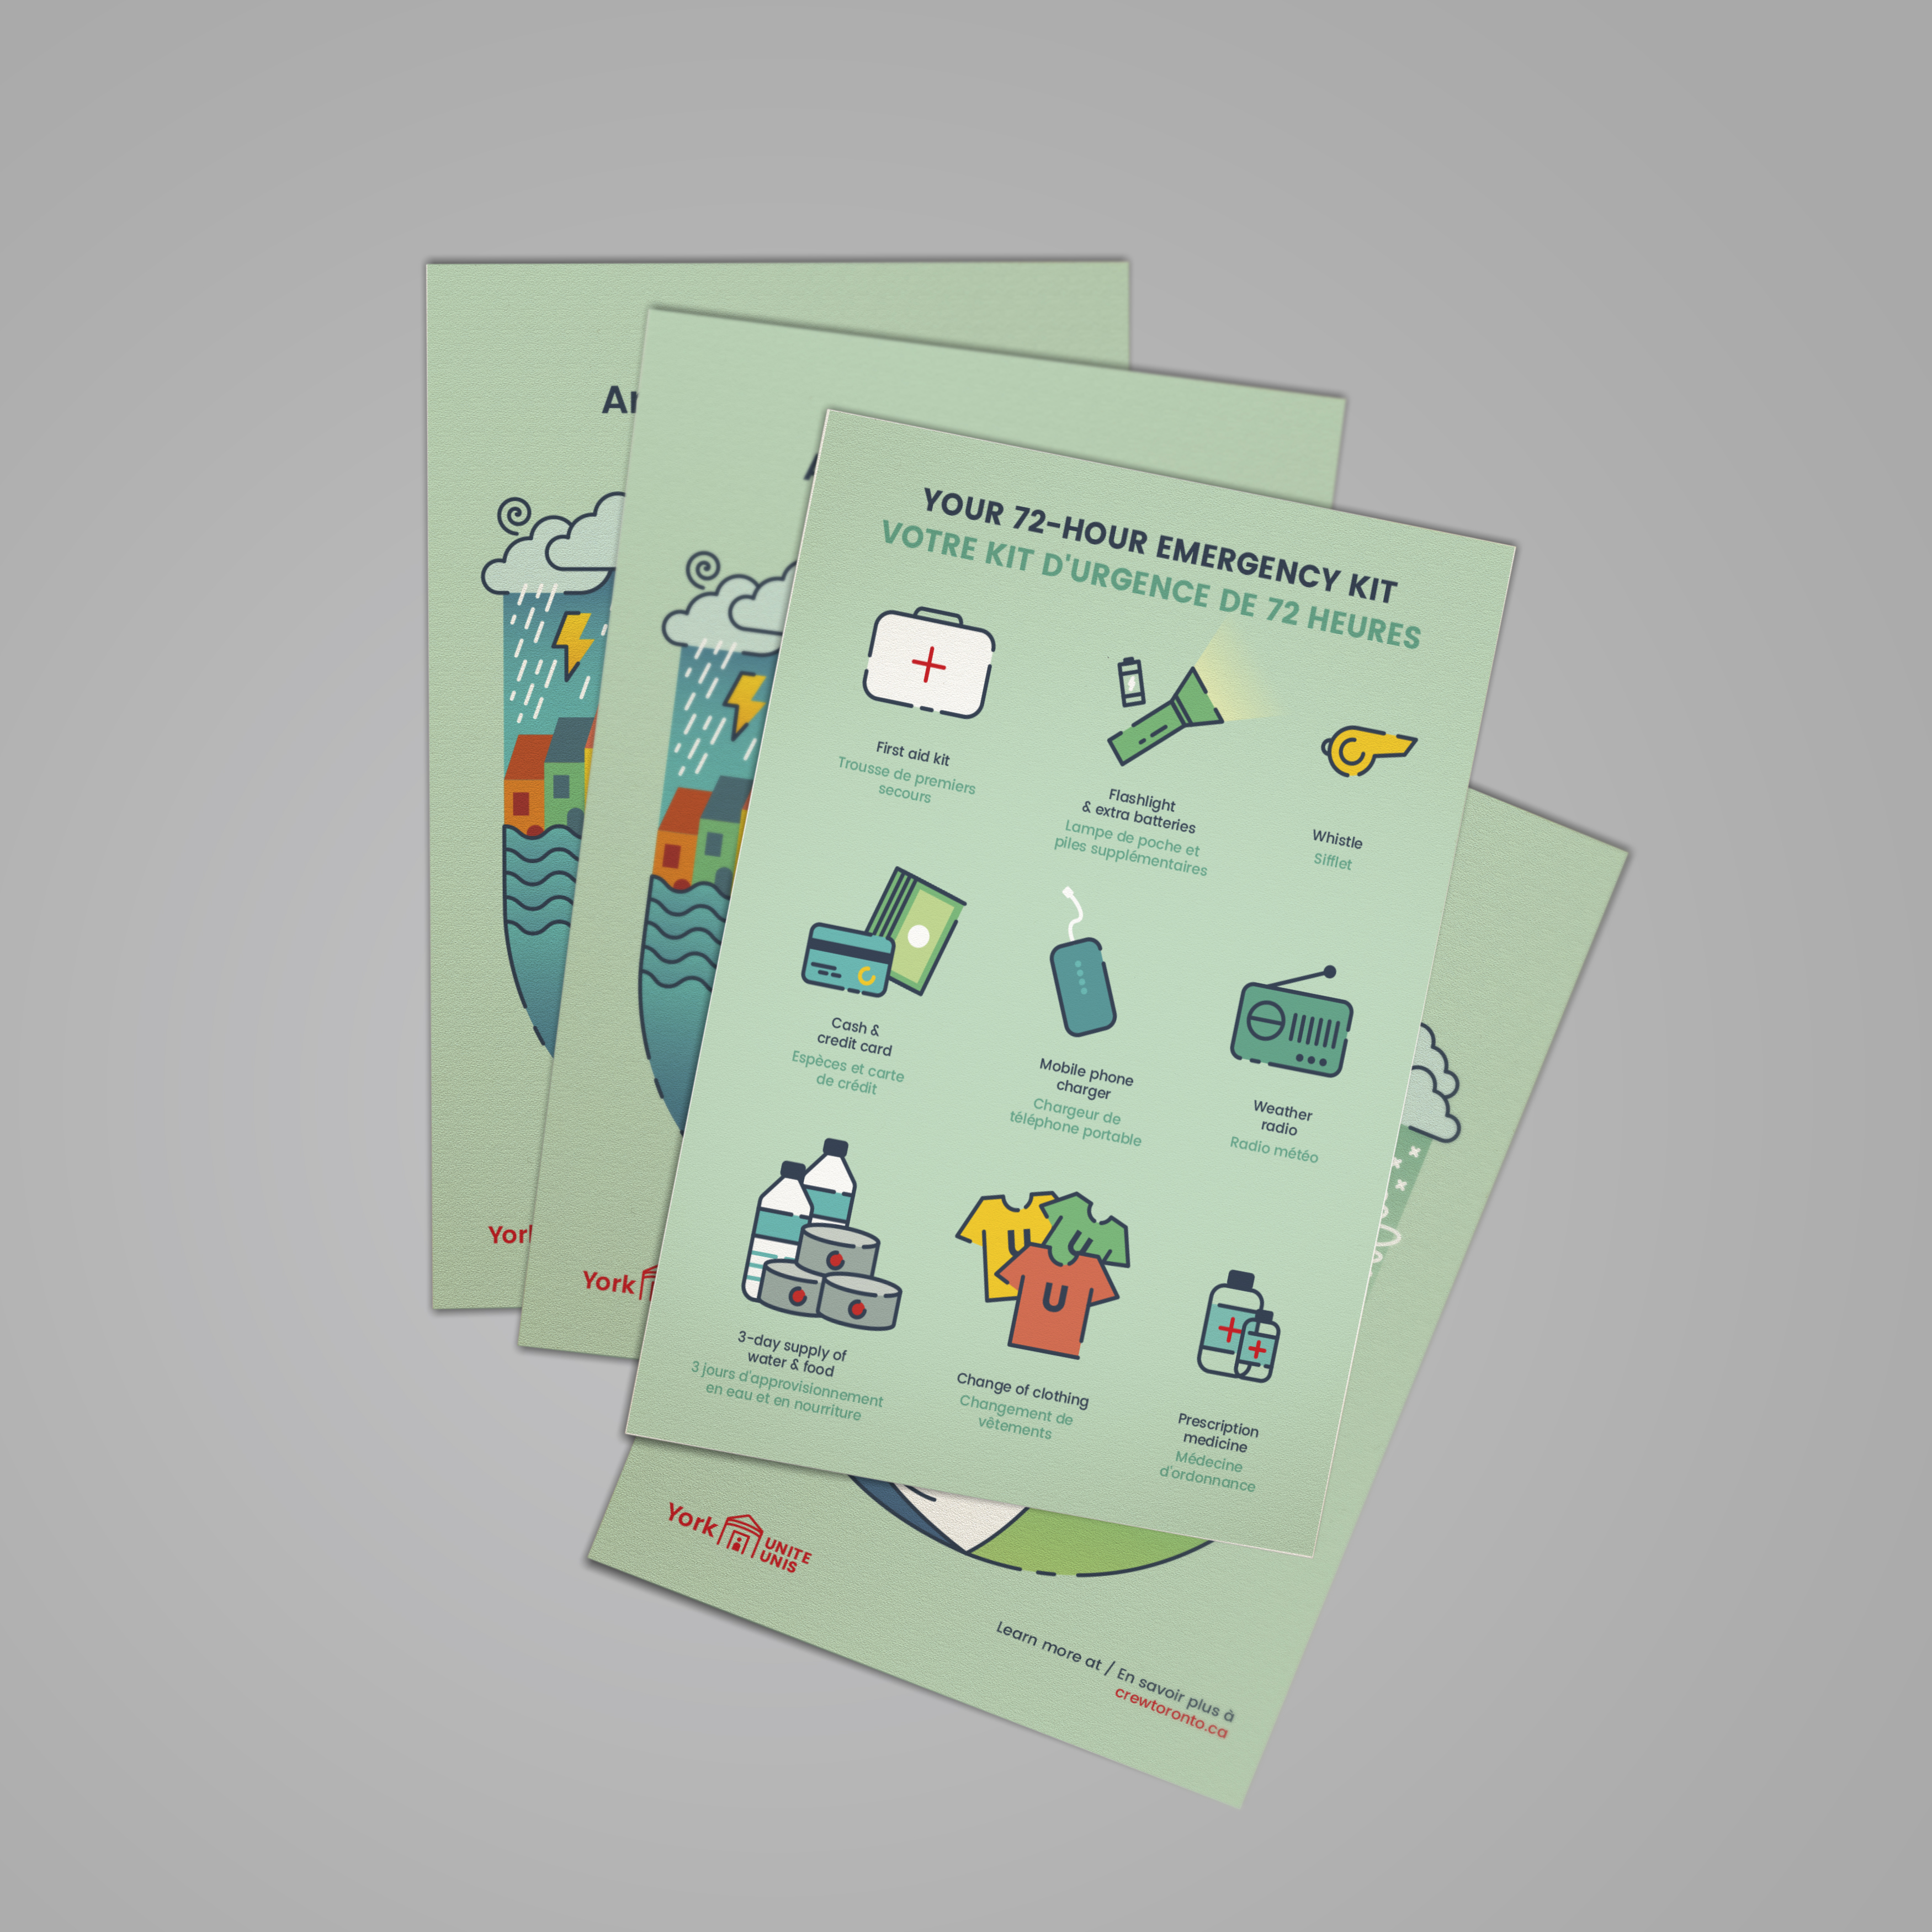 YOUR 72-HOUR EMERGENCY KIT
VOTRE KIT D'URGENCE DE 72 HEURES
First aid kit
Trousse de premiers
secours
Flashlight
& extra batteries
Lampe de poche et
piles supplémentaires
Whistle
Sifflet
Cash &
credit card
Espèces et carte
de crédit
Mobile phone
charger
Chargeur de
téléphone portable
Weather
radio
Radio météo
3-day supply of
water & food
3 jours d'approvisionnement
en eau et en nourriture
U
U
U
Change of clothing
Changement de
vêtements
Prescription
medicine
Médecine
d'ordonnance
York
York
UNITE
UNIS
Learn more at / En savoir plus à
crewtoronto.ca